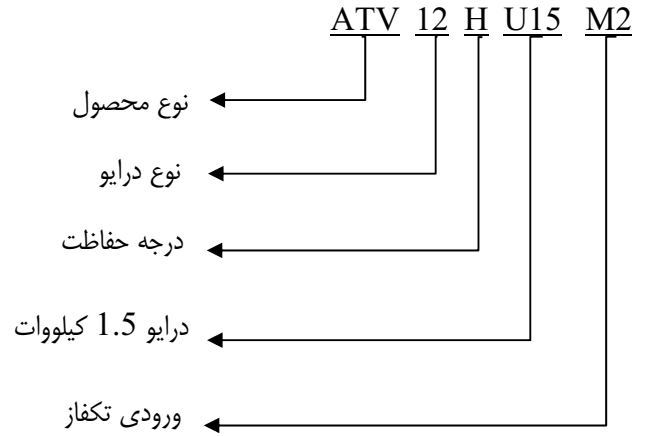 ATV 12 H U15 M2
نوع محصول
نوع درایو
درجه حفاظت
درایو 1.5 کیلووات
ورودی تکفاز